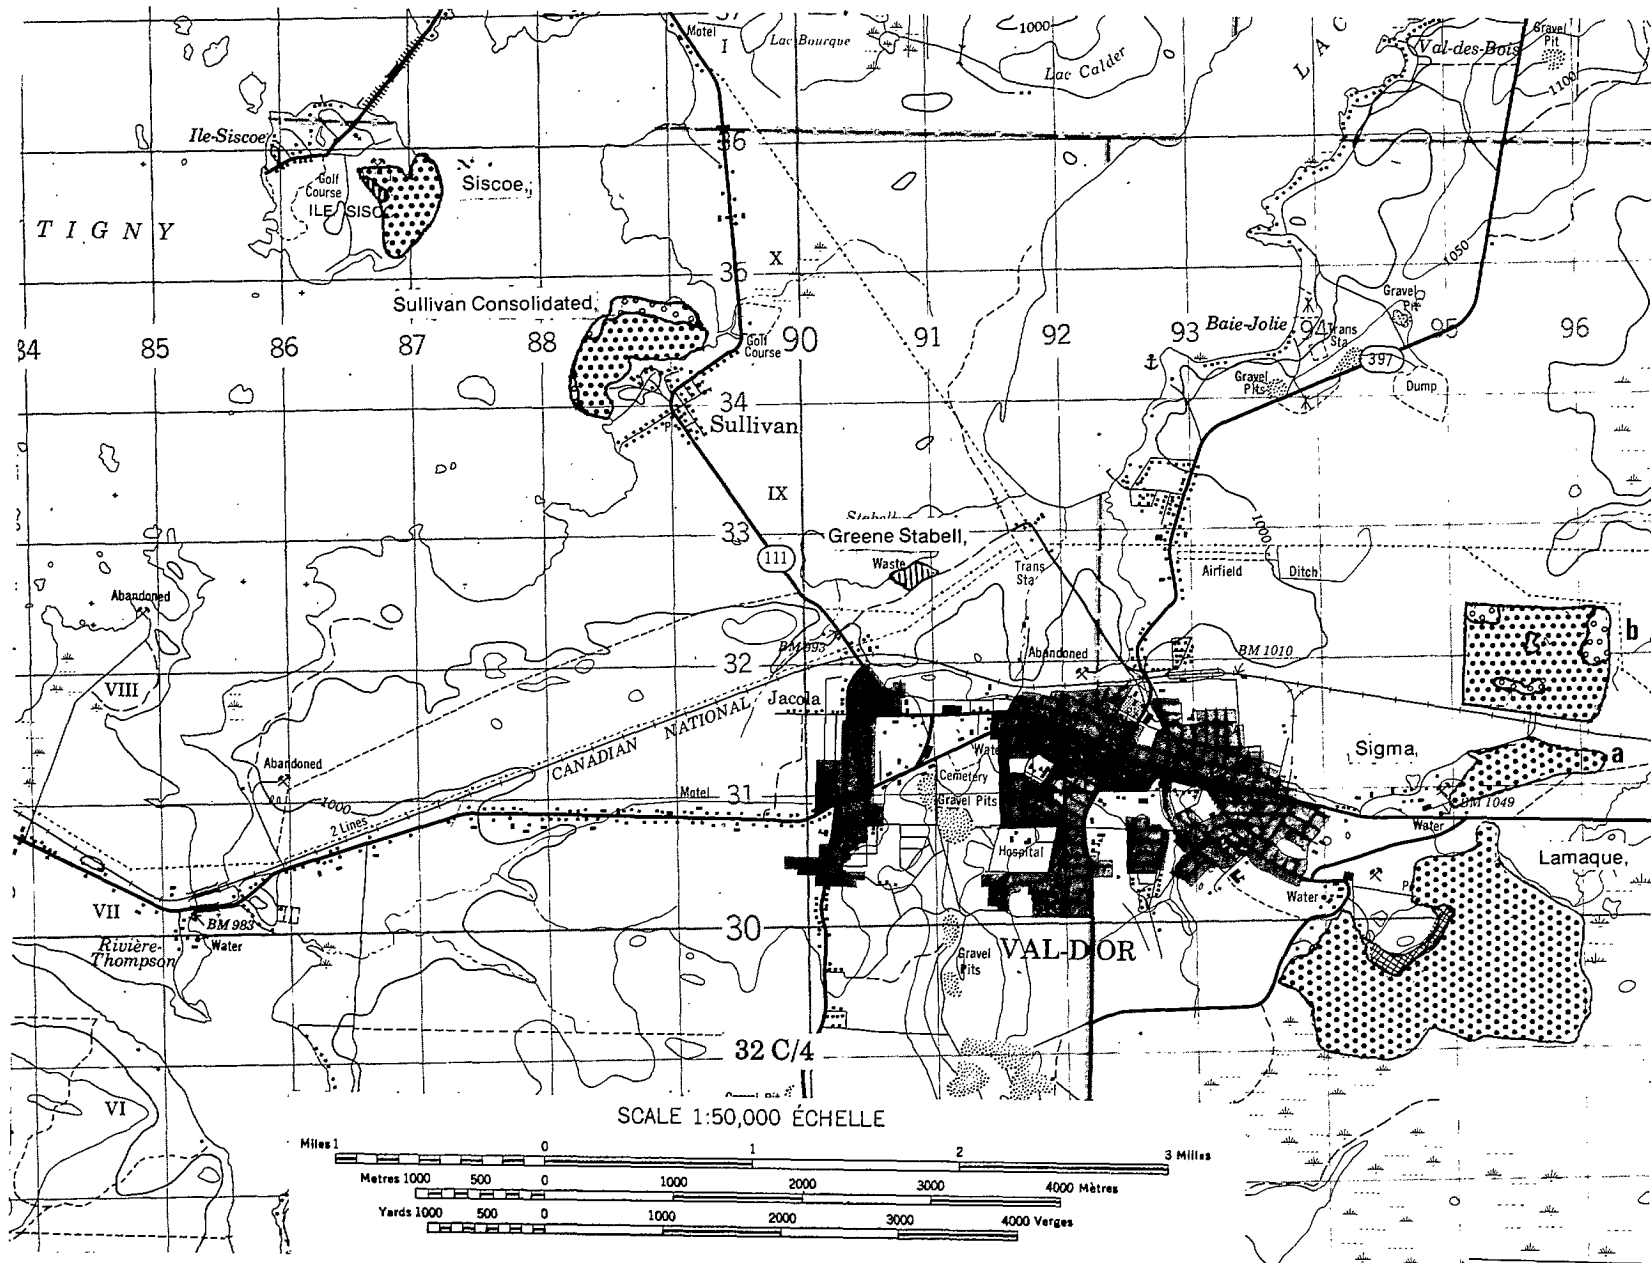 37
Motel
I
Lac Bourque
1000
Lac Calder
LAC
Val-des-Bois
Gravel
Pit
1100
Ile-Siscoe
36
Golf
Course
Siscoe,
ILE SISC
TIGNY
X
35
1050
Sullivan Consolidated,
Gravel
Baie-Jolie
Trans
Sta
84
85
86
87
88
Golf
Course
90
91
92
93
94
95
96
397
Gravel
Pits
Dump
34
Sullivan
P
IX
33
Stabell
Greene Stabell,
1000
111
Waste
Trans
Sta
Airfield
Ditch
Abandoned
b
BM 993
32
Abandoned
BM 1010
VIII
Jacola
CANADIAN NATIONAL
Sigma,
a
Abandoned
Cemetery
1000
2 Lines
Motel
31
Gravel Pits
BM 1049
Water
Hospital
Lamaque,
Water
VII
BM 983
Water
Rivière-
Thompson
30
Gravel
Pits
VAL-D'OR
32 C/4
VI
SCALE 1:50,000 ÉCHELLE
Miles 1 0 1 2 3 Milles
Metres 1000 500 0 1000 2000 3000 4000 Mètres
Yards 1000 500 0 1000 2000 3000 4000 Verges